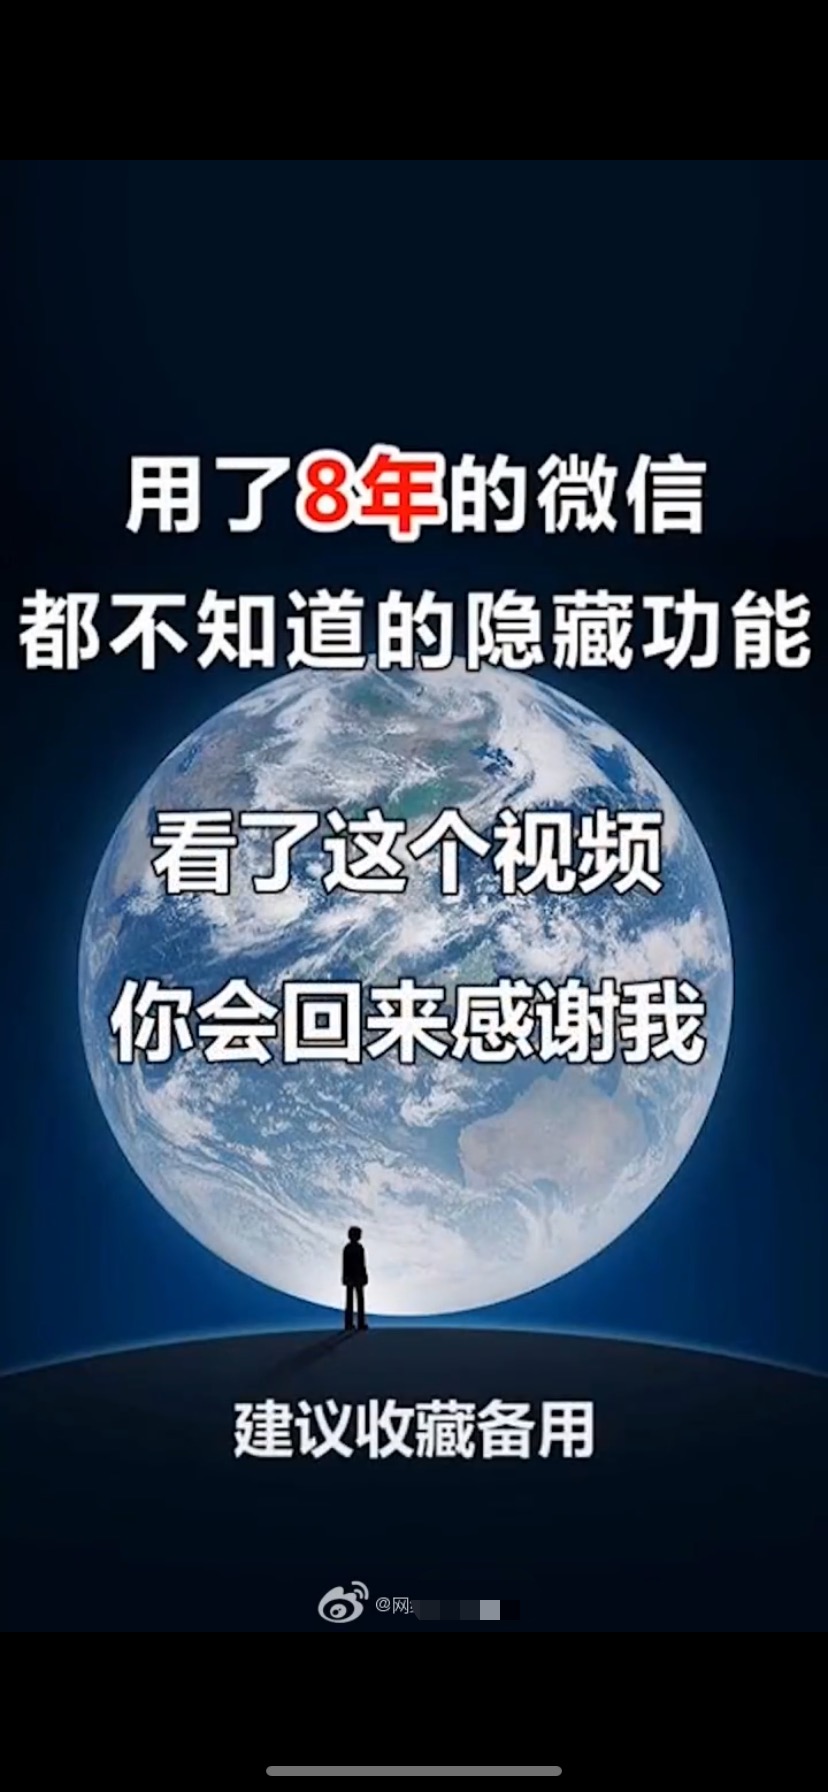 用了8年的微信
都不知道的隐藏功能
看了这个视频
你会回来感谢我
建议收藏备用
@网